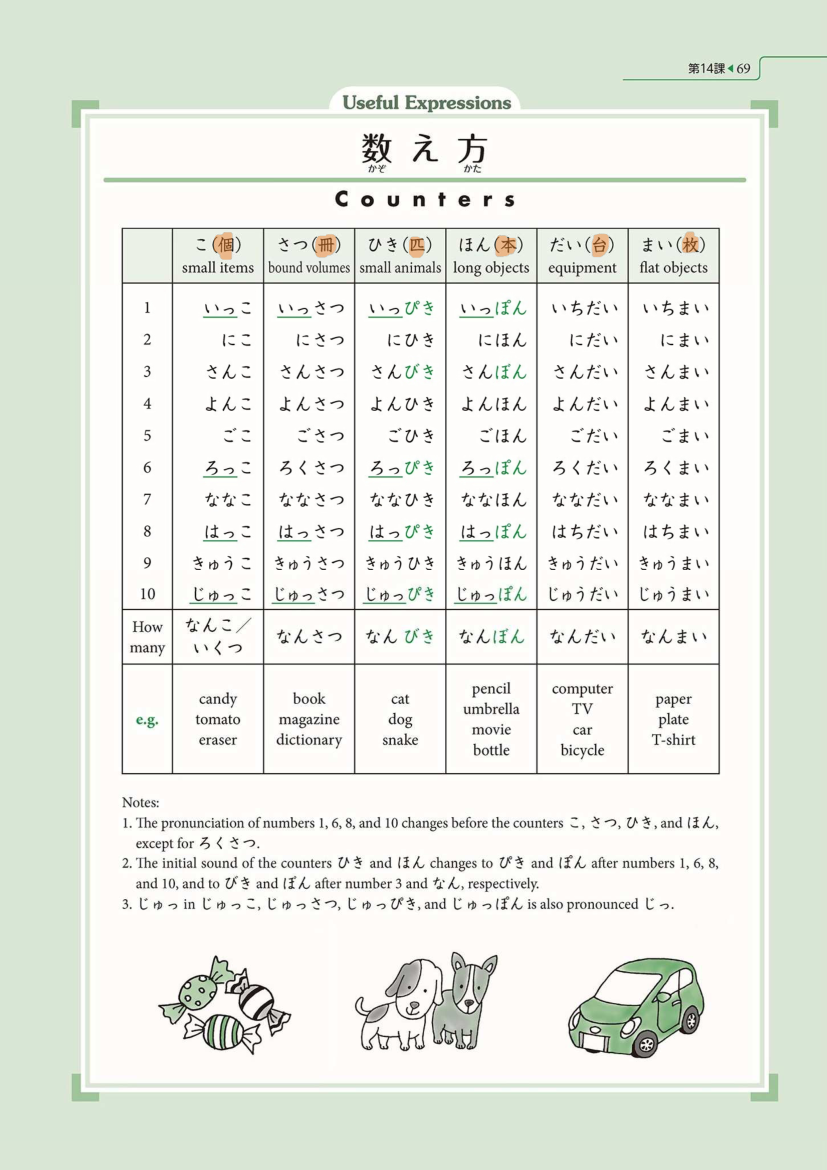 第14課◀69
Useful Expressions
数え方
かぞ かた
Counters
こ(個) さつ(冊) ひき(匹) ほん(本) だい(台) まい(枚)
small items bound volumes small animals long objects equipment flat objects
1 いっこ いっさつ いっぴき いっぽん いちだい いちまい
2 にこ にさつ にひき にほん にだい にまい
3 さんこ さんさつ さんびき さんぼん さんだい さんまい
4 よんこ よんさつ よんひき よんほん よんだい よんまい
5 ごこ ごさつ ごひき ごほん ごだい ごまい
6 ろっこ ろくさつ ろっぴき ろっぽん ろくだい ろくまい
7 ななこ ななさつ ななひき ななほん ななだい ななまい
8 はっこ はっさつ はっぴき はっぽん はちだい はちまい
9 きゅうこ きゅうさつ きゅうひき きゅうほん きゅうだい きゅうまい
10 じゅっこ じゅっさつ じゅっぴき じゅっぽん じゅうだい じゅうまい
How many なんこ／いくつ なんさつ なんびき なんぼん なんだい なんまい
e.g.
candy
tomato
eraser
book
magazine
dictionary
cat
dog
snake
pencil
umbrella
movie
bottle
computer
TV
car
bicycle
paper
plate
T-shirt
Notes:
1. The pronunciation of numbers 1, 6, 8, and 10 changes before the counters こ, さつ, ひき, and ほん,
except for ろくさつ.
2. The initial sound of the counters ひき and ほん changes to ぴき and ぽん after numbers 1, 6, 8,
and 10, and to びき and ぼん after number 3 and なん, respectively.
3. じゅっ in じゅっこ, じゅっさつ, じゅっぴき, and じゅっぽん is also pronounced じっ.